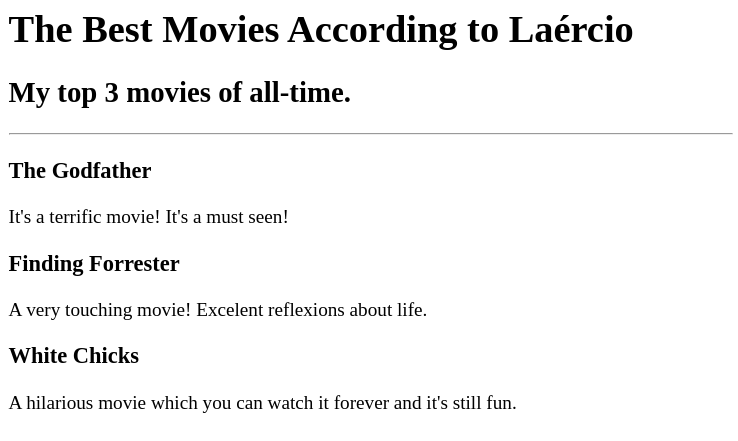 The Best Movies According to Laércio
My top 3 movies of all-time.
The Godfather
It's a terrific movie! It's a must seen!
Finding Forrester
A very touching movie! Excelent reflexions about life.
White Chicks
A hilarious movie which you can watch it forever and it's still fun.